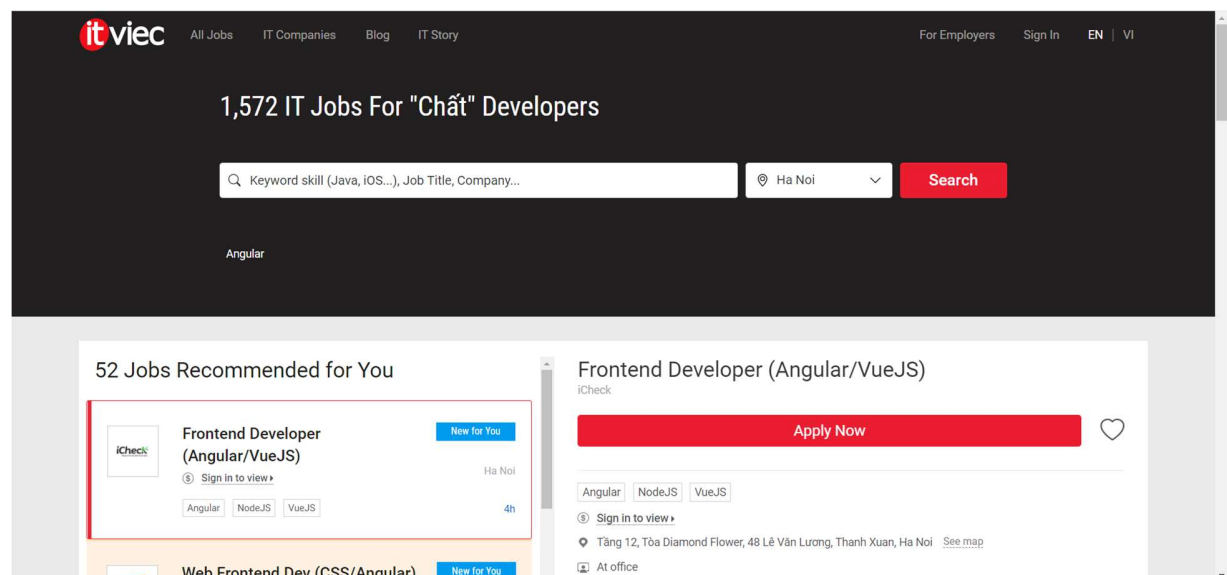 itviec All Jobs IT Companies Blog IT Story For Employers Sign In EN | VI
1,572 IT Jobs For "Chất" Developers
Keyword skill (Java, iOS...), Job Title, Company... Ha Noi Search
Angular
52 Jobs Recommended for You
iCheck
Frontend Developer
(Angular/VueJS)
New for You
Sign in to view
Ha Noi
Angular NodeJS VueJS
4h
Web Frontend Dev (CSS/Angular)
New for You
Frontend Developer (Angular/VueJS)
iCheck
Apply Now
Angular NodeJS VueJS
Sign in to view
Tầng 12, Tòa Diamond Flower, 48 Lê Văn Lương, Thanh Xuan, Ha Noi See map
At office